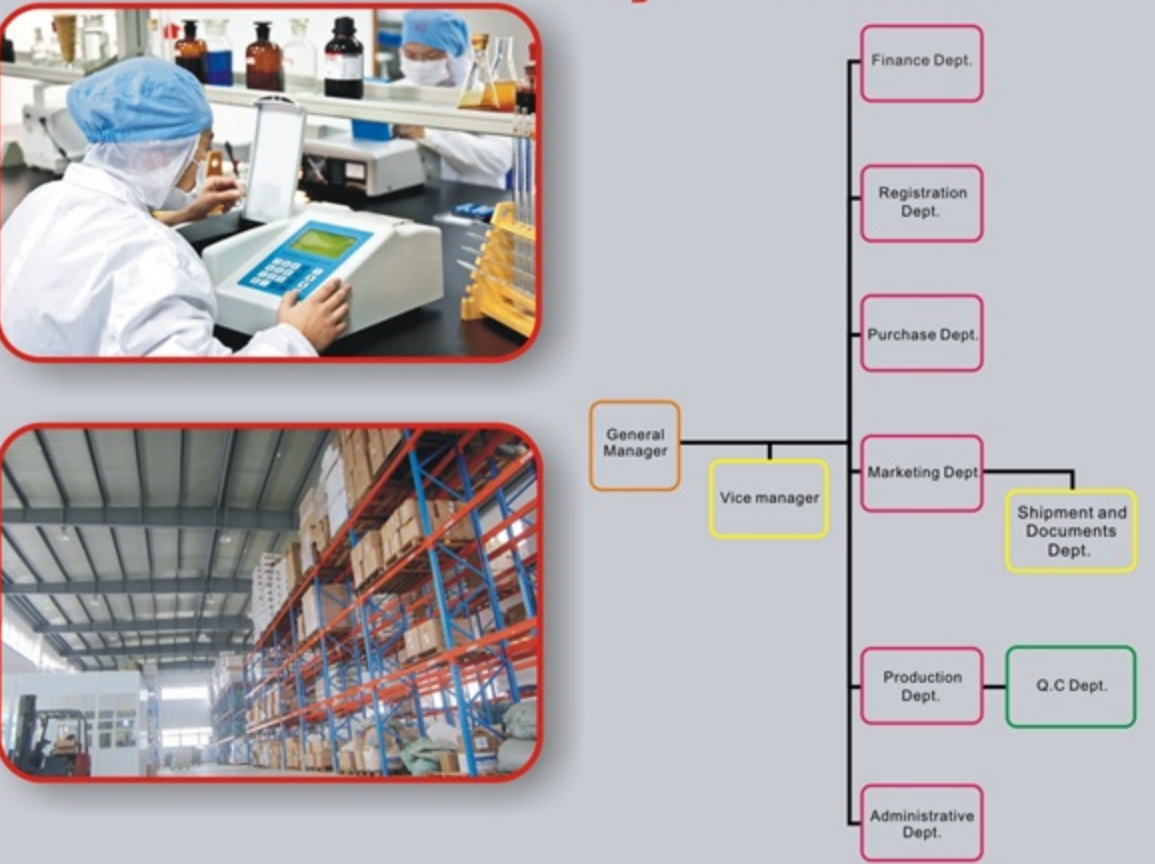 Finance Dept.
Registration
Dept.
Purchase Dept.
General
Manager
Vice manager
Marketing Dept
Shipment and
Documents
Dept.
Production
Dept.
Q.C Dept.
Administrative
Dept.